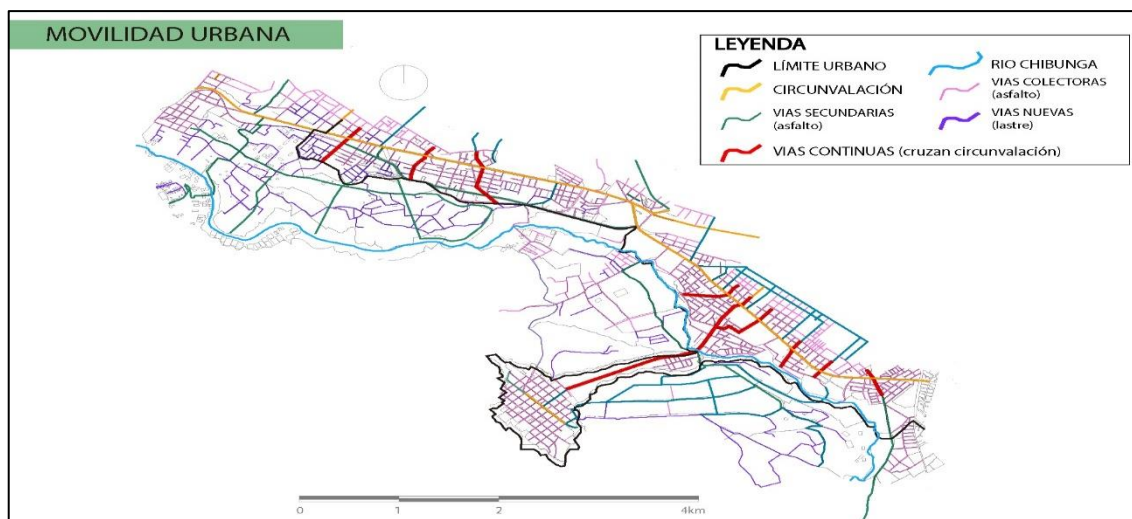 MOVILIDAD URBANA
LEYENDA
LÍMITE URBANO
CIRCUNVALACIÓN
VIAS SECUNDARIAS
(asfalto)
VIAS CONTINUAS (cruzan circunvalación)
RIO CHIBUNGA
VIAS COLECTORAS
(asfalto)
VIAS NUEVAS
(lastre)
0 1 2 4km